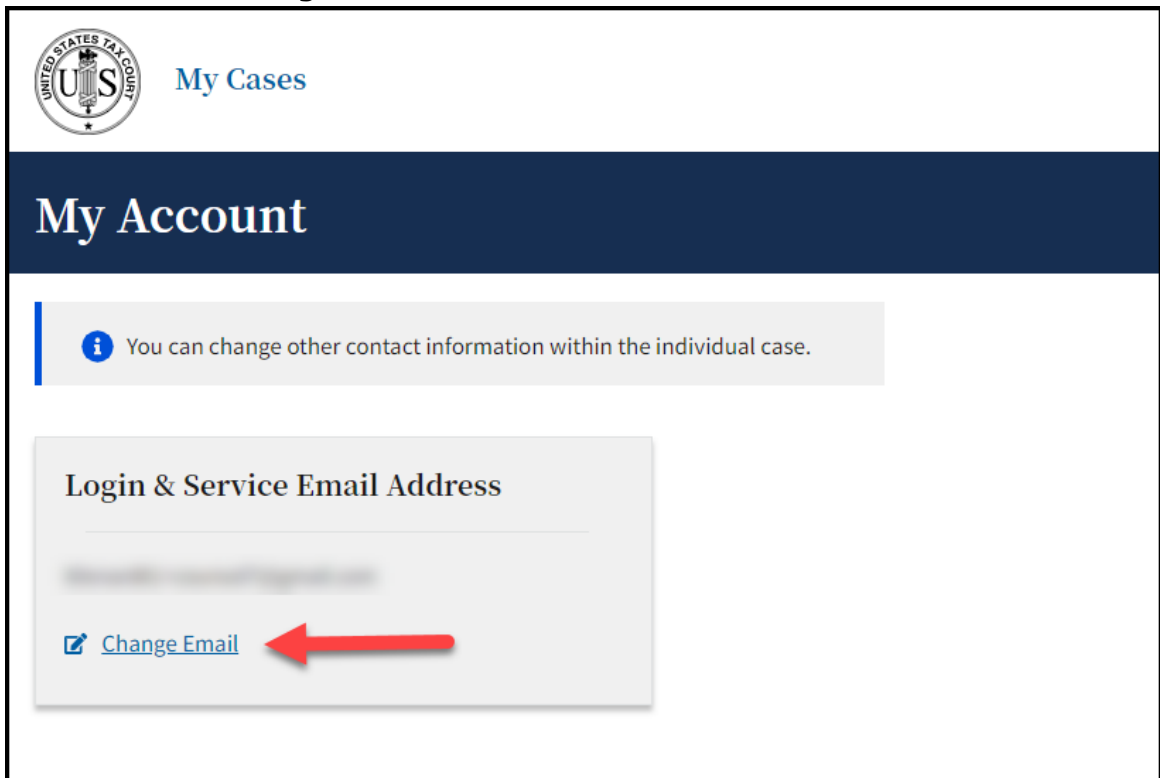 UNITED STATES TAX COURT
US
My Cases
My Account
You can change other contact information within the individual case.
Login & Service Email Address
Change Email